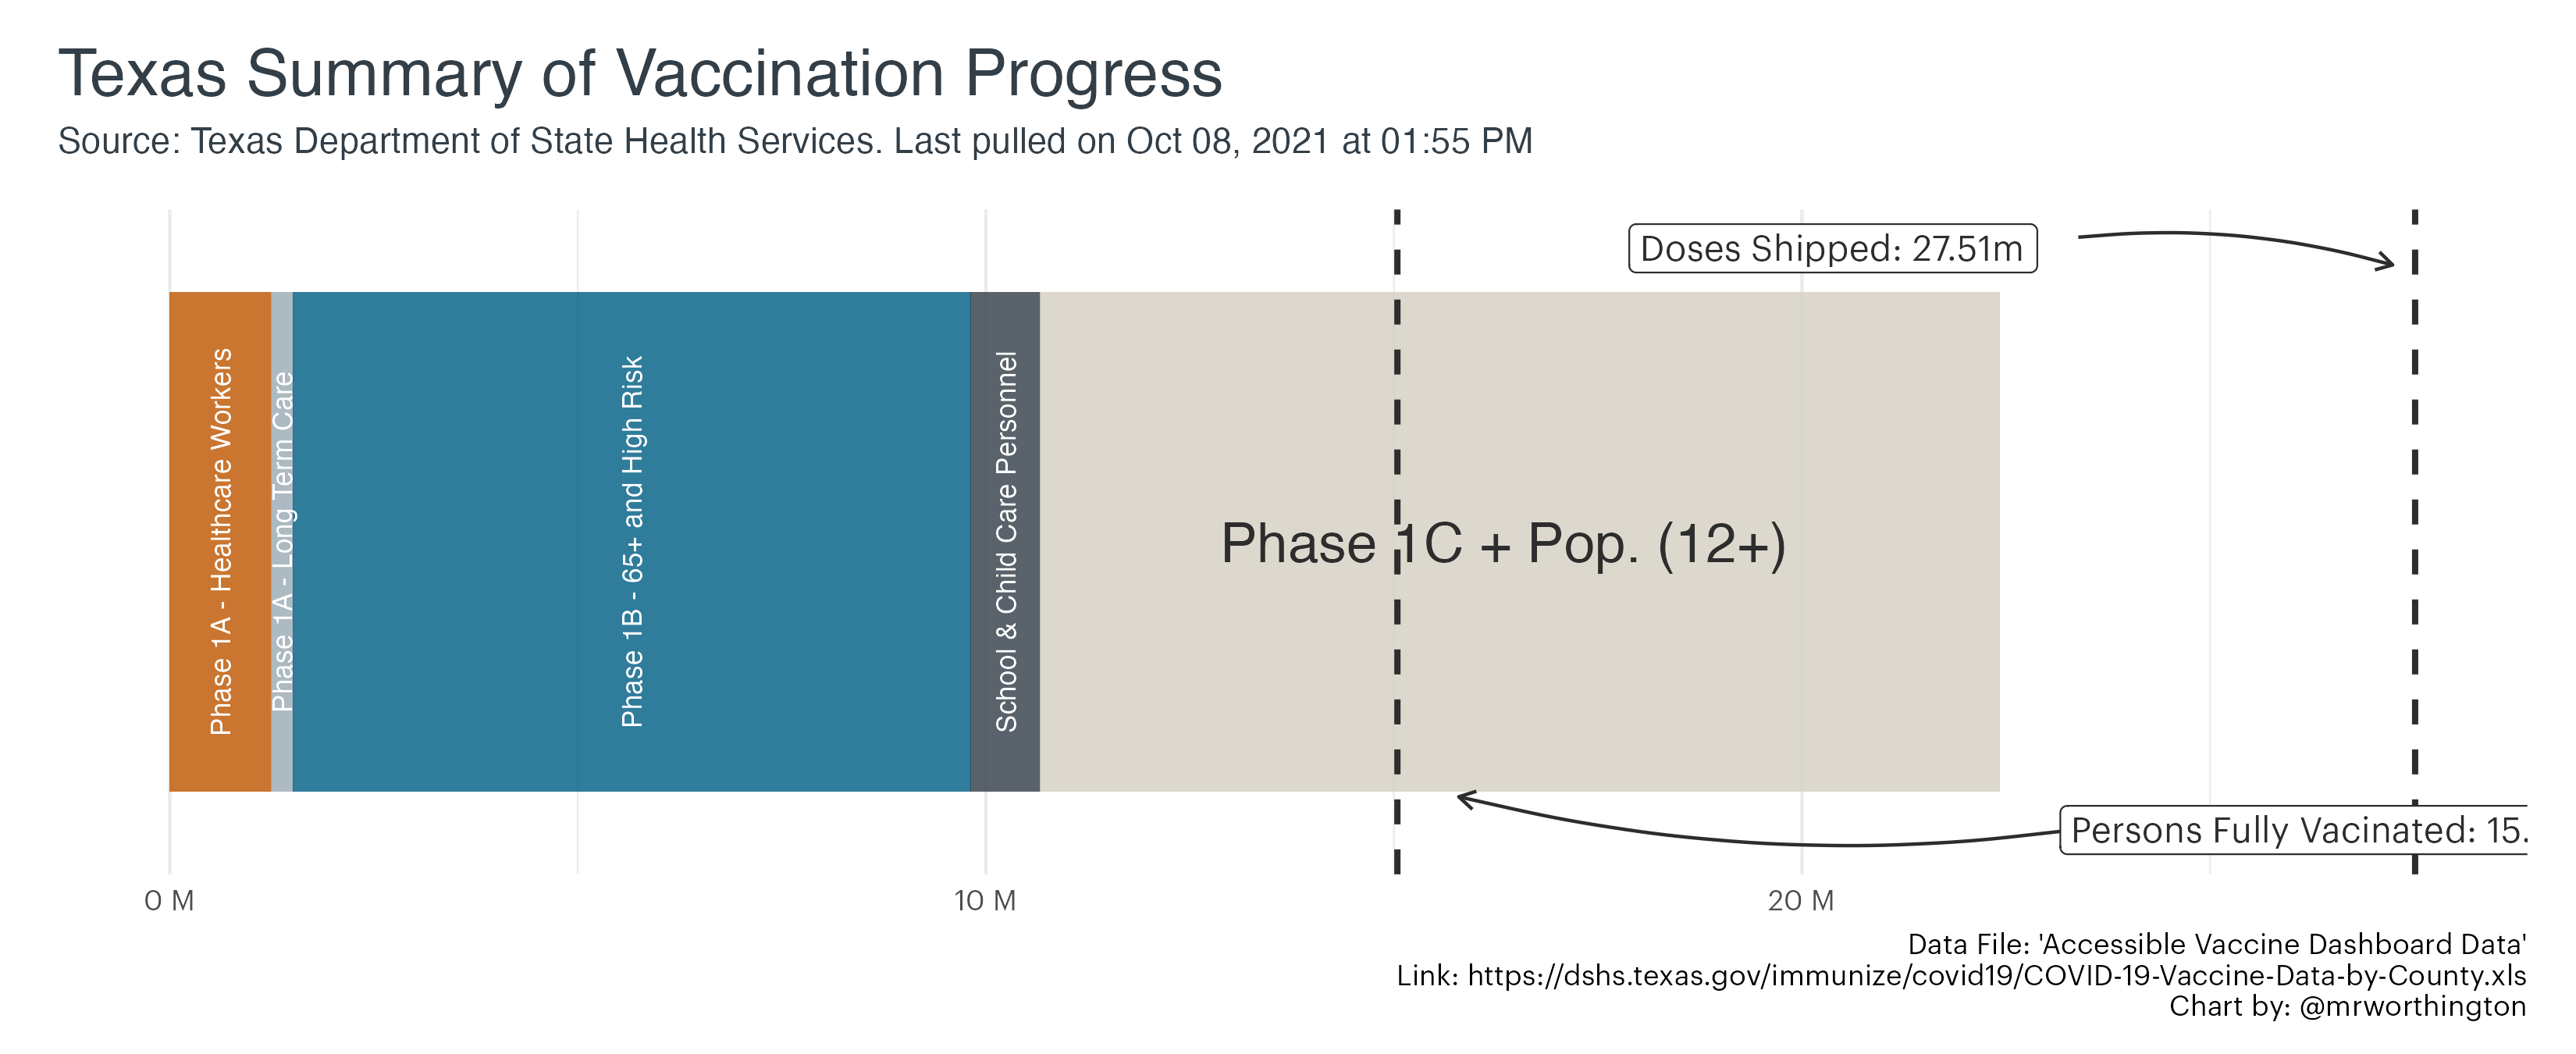 Texas Summary of Vaccination Progress
Source: Texas Department of State Health Services. Last pulled on Oct 08, 2021 at 01:55 PM
Doses Shipped: 27.51m
Phase 1A - Healthcare Workers
Phase 1A - Long Term Care
Phase 1B - 65+ and High Risk
School & Child Care Personnel
Phase 1C + Pop. (12+)
Persons Fully Vacinated: 15.
0 M
10 M
20 M
Data File: 'Accessible Vaccine Dashboard Data'
Link: https://dshs.texas.gov/immunize/covid19/COVID-19-Vaccine-Data-by-County.xls
Chart by: @mrworthington